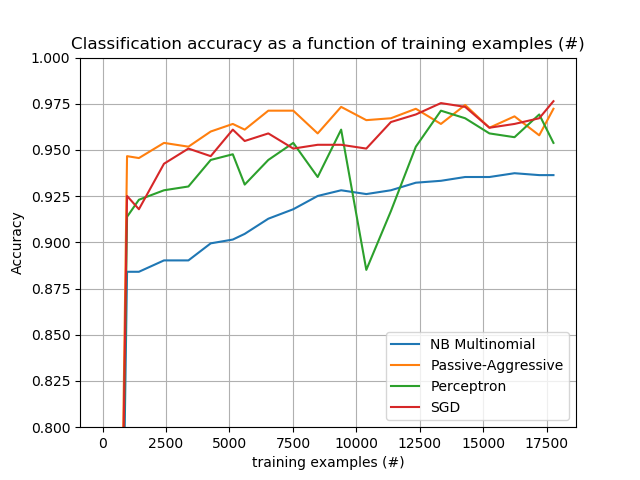 Classification accuracy as a function of training examples (#)
1.000
0.975
0.950
0.925
0.900
0.875
0.850
0.825
0.800
Accuracy
NB Multinomial
Passive-Aggressive
Perceptron
SGD
0 2500 5000 7500 10000 12500 15000 17500
training examples (#)